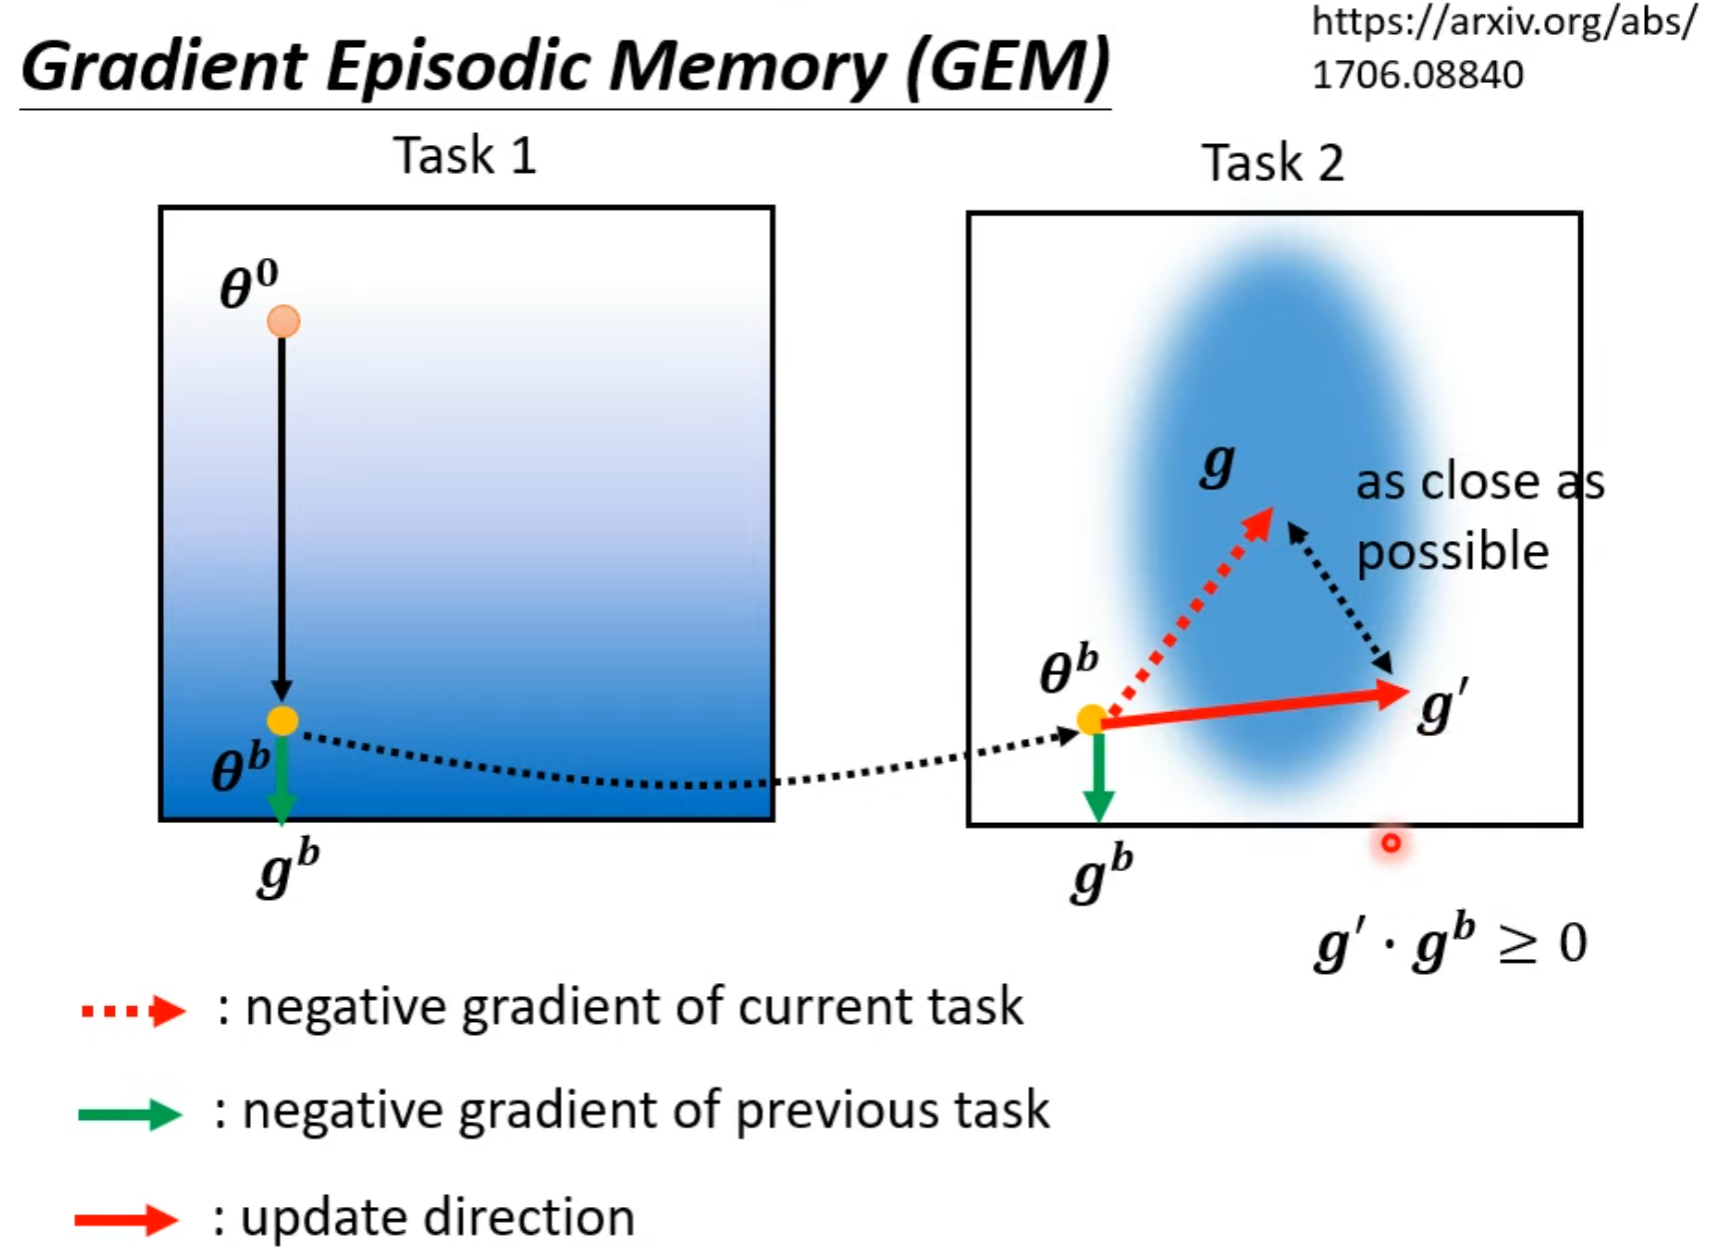 Gradient Episodic Memory (GEM)
https://arxiv.org/abs/
1706.08840
Task 1
Task 2
θ⁰
θᵇ
gᵇ
g
as close as
possible
θᵇ
g′
gᵇ
g′ · gᵇ ≥ 0
: negative gradient of current task
: negative gradient of previous task
: update direction